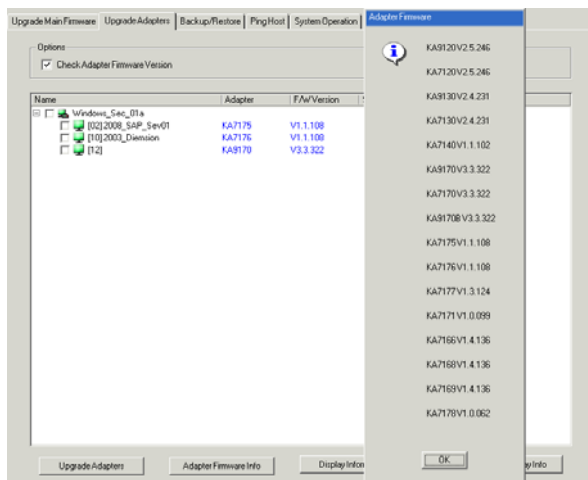 Upgrade Main Firmware Upgrade Adapters Backup/Restore Ping Host System Operation
Options
Check Adapter Firmware Version
Name Adapter F/W Version
Windows_Sec_01a
[02]2008_SAP_Sev01 KA7175 V1.1.108
[10]2003_Diemsion KA7176 V1.1.108
[12] KA9170 V3.3.322
Upgrade Adapters Adapter Firmware Info
Adapter Firmware
KA9120V2.5.246
KA7120V2.5.246
KA9130V2.4.231
KA7130V2.4.231
KA7140V1.1.102
KA9170V3.3.322
KA7170V3.3.322
KA9170B V3.3.322
KA7175V1.1.108
KA7176V1.1.108
KA7177V1.3.124
KA7171V1.0.099
KA7166V1.4.136
KA7168V1.4.136
KA7169V1.4.136
KA7178V1.0.062
OK